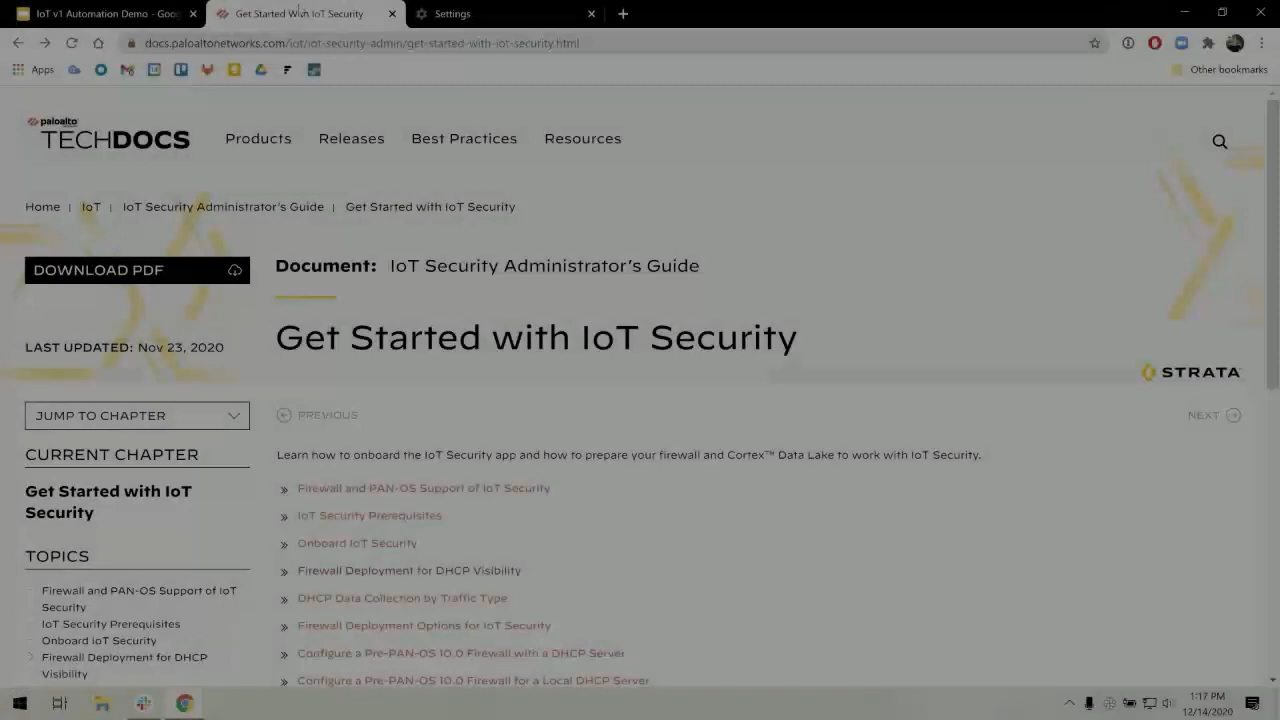 IoT v1 Automation Demo - Goo
Get Started With IoT Security
Settings
docs.paloaltonetworks.com/iot/iot-security-admin/get-started-with-iot-security.html
Apps
Other bookmarks
paloalto
TECHDOCS
Products
Releases
Best Practices
Resources
Home | IoT | IoT Security Administrator's Guide | Get Started with IoT Security
DOWNLOAD PDF
Document: IoT Security Administrator's Guide
Get Started with IoT Security
LAST UPDATED: Nov 23, 2020
STRATA
JUMP TO CHAPTER
PREVIOUS
NEXT
CURRENT CHAPTER
Get Started with IoT
Security
TOPICS
Firewall and PAN-OS Support of IoT
Security
IoT Security Prerequisites
Onboard IoT Security
Firewall Deployment for DHCP
Visibility
Learn how to onboard the IoT Security app and how to prepare your firewall and Cortex™ Data Lake to work with IoT Security.
Firewall and PAN-OS Support of IoT Security
IoT Security Prerequisites
Onboard IoT Security
Firewall Deployment for DHCP Visibility
DHCP Data Collection by Traffic Type
Firewall Deployment Options for IoT Security
Configure a Pre-PAN-OS 10.0 Firewall with a DHCP Server
Configure a Pre-PAN-OS 10.0 Firewall for a Local DHCP Server
1:17 PM
12/14/2020